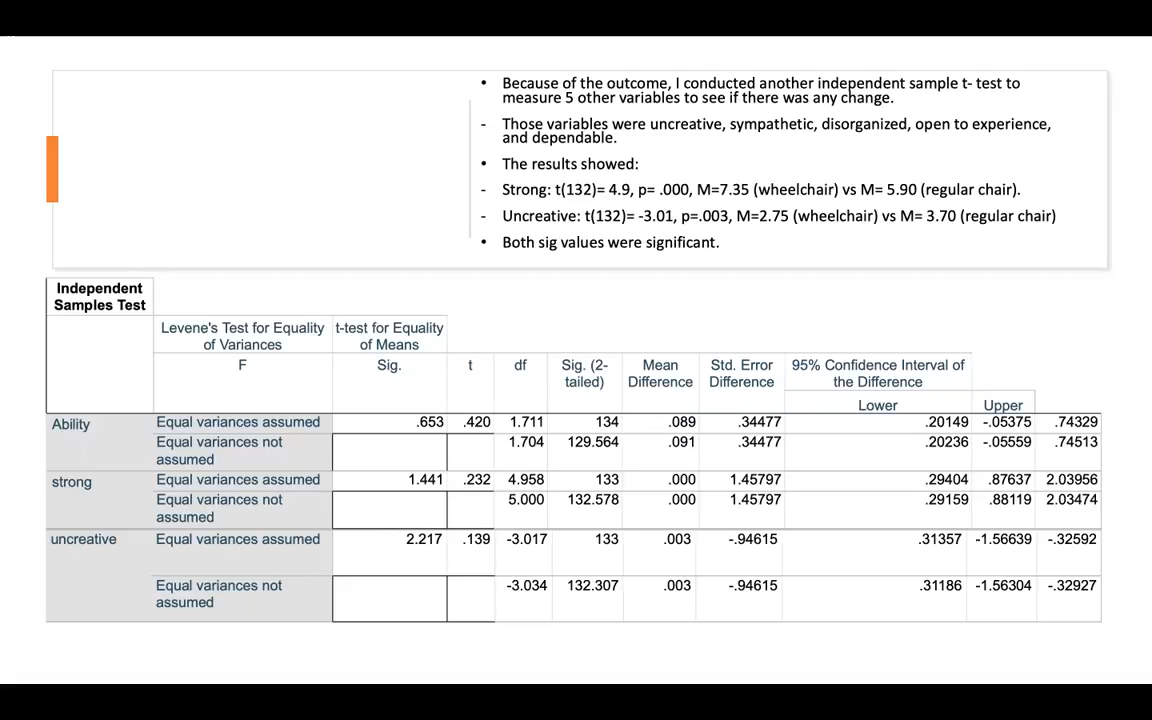 • Because of the outcome, I conducted another independent sample t- test to
measure 5 other variables to see if there was any change.
- Those variables were uncreative, sympathetic, disorganized, open to experience,
and dependable.
• The results showed:
- Strong: t(132)= 4.9, p= .000, M=7.35 (wheelchair) vs M= 5.90 (regular chair).
- Uncreative: t(132)= -3.01, p=.003, M=2.75 (wheelchair) vs M= 3.70 (regular chair)
• Both sig values were significant.
Independent
Samples Test
Levene's Test for Equality t-test for Equality
of Variances of Means
F Sig. t df Sig. (2- Mean Std. Error 95% Confidence Interval of
tailed) Difference Difference the Difference
Lower Upper
Ability Equal variances assumed .653 .420 1.711 134 .089 .34477 .20149 -.05375 .74329
Equal variances not 1.704 129.564 .091 .34477 .20236 -.05559 .74513
assumed
strong Equal variances assumed 1.441 .232 4.958 133 .000 1.45797 .29404 .87637 2.03956
Equal variances not 5.000 132.578 .000 1.45797 .29159 .88119 2.03474
assumed
uncreative Equal variances assumed 2.217 .139 -3.017 133 .003 -.94615 .31357 -1.56639 -.32592
Equal variances not -3.034 132.307 .003 -.94615 .31186 -1.56304 -.32927
assumed